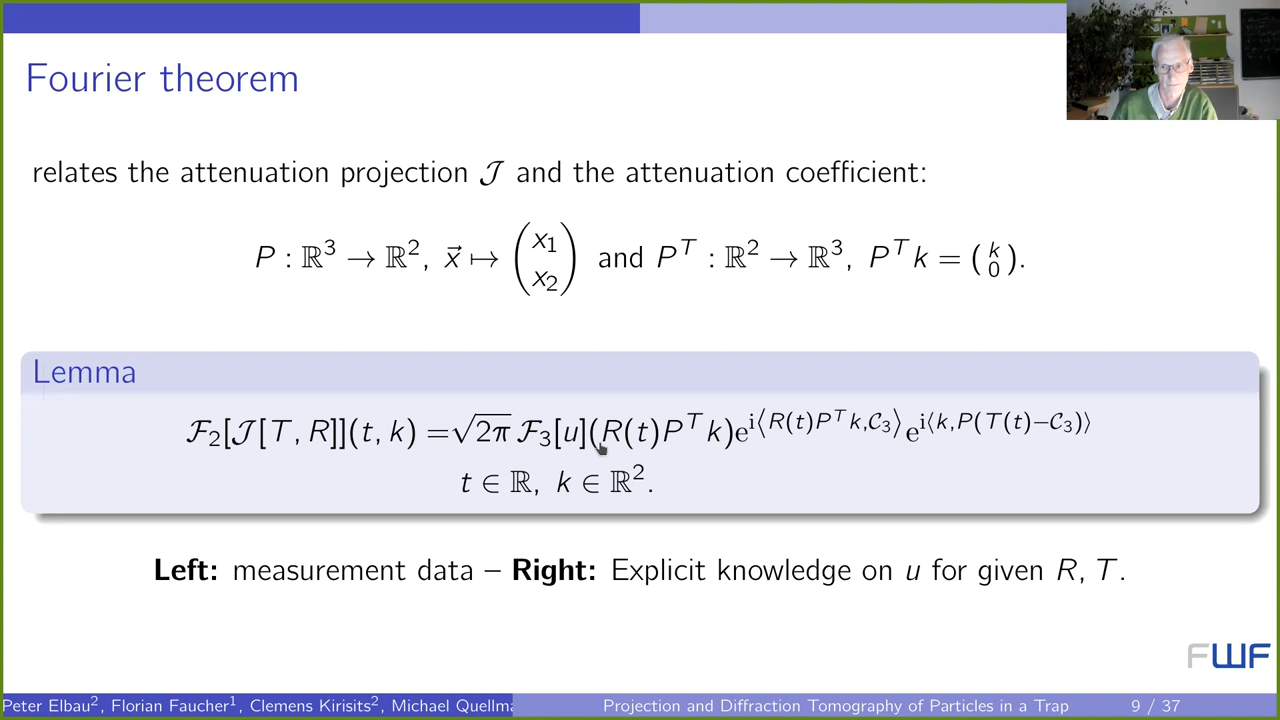 Fourier theorem
relates the attenuation projection 𝒥 and the attenuation coefficient:
P : ℝ³ → ℝ², x⃗ ↦ (x₁ x₂) and Pᵀ : ℝ² → ℝ³, Pᵀk = (k 0).
Lemma
ℱ₂[𝒥[T, R]](t, k) =√2π ℱ₃[u](R(t)Pᵀk)e^{i⟨R(t)Pᵀk,𝒞₃⟩}e^{i⟨k,P(T(t)−𝒞₃)⟩}
t ∈ ℝ, k ∈ ℝ².
Left: measurement data – Right: Explicit knowledge on u for given R, T.
FWF
Peter Elbau², Florian Faucher¹, Clemens Kirisits², Michael Quellma Projection and Diffraction Tomography of Particles in a Trap 9 / 37